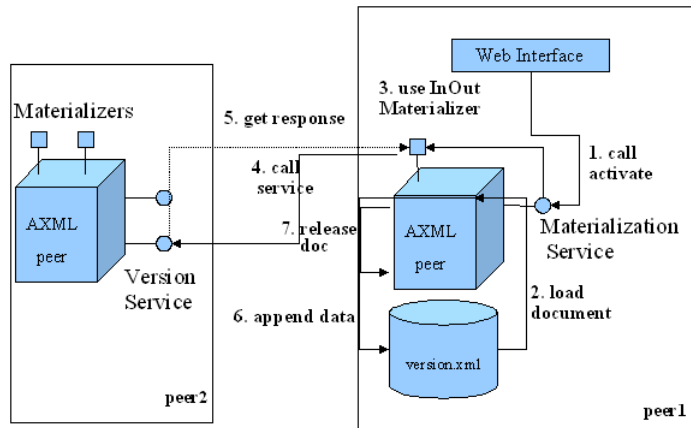 Web Interface
3. use InOut
Materializer
Materializers
5. get response
1. call
activate
4. call
service
AXML
peer
7. release
doc
AXML
peer
Materialization
Service
Version
Service
2. load
document
6. append data
version.xml
peer2
peer1